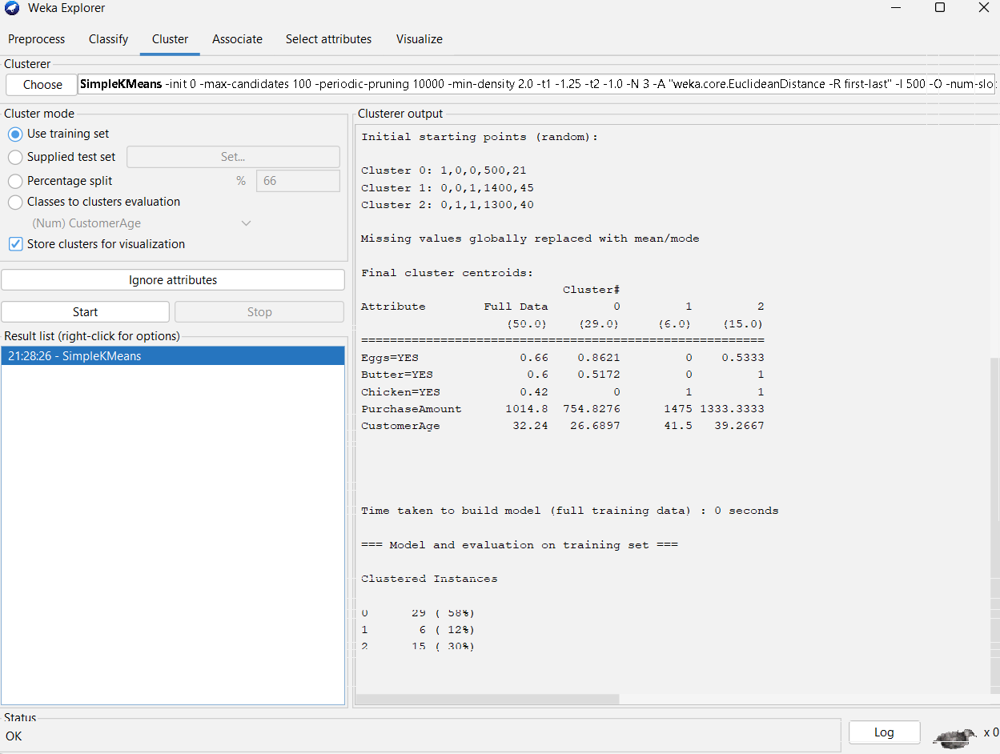 Weka Explorer
Preprocess Classify Cluster Associate Select attributes Visualize
Clusterer
Choose SimpleKMeans -init 0 -max-candidates 100 -periodic-pruning 10000 -min-density 2.0 -t1 -1.25 -t2 -1.0 -N 3 -A "weka.core.EuclideanDistance -R first-last" -I 500 -O -num-slo
Cluster mode
Use training set
Supplied test set Set...
Percentage split % 66
Classes to clusters evaluation
(Num) CustomerAge
Store clusters for visualization
Ignore attributes
Start Stop
Result list (right-click for options)
21:28:26 - SimpleKMeans
Clusterer output
Initial starting points (random):
Cluster 0: 1,0,0,500,21
Cluster 1: 0,0,1,1400,45
Cluster 2: 0,1,1,1300,40
Missing values globally replaced with mean/mode
Final cluster centroids:
Cluster#
Attribute Full Data 0 1 2
(50.0) (29.0) (6.0) (15.0)
=========================================================
Eggs=YES 0.66 0.8621 0 0.5333
Butter=YES 0.6 0.5172 0 1
Chicken=YES 0.42 0 1 1
PurchaseAmount 1014.8 754.8276 1475 1333.3333
CustomerAge 32.24 26.6897 41.5 39.2667
Time taken to build model (full training data) : 0 seconds
=== Model and evaluation on training set ===
Clustered Instances
0 29 ( 58%)
1 6 ( 12%)
2 15 ( 30%)
Status
OK
Log x 0